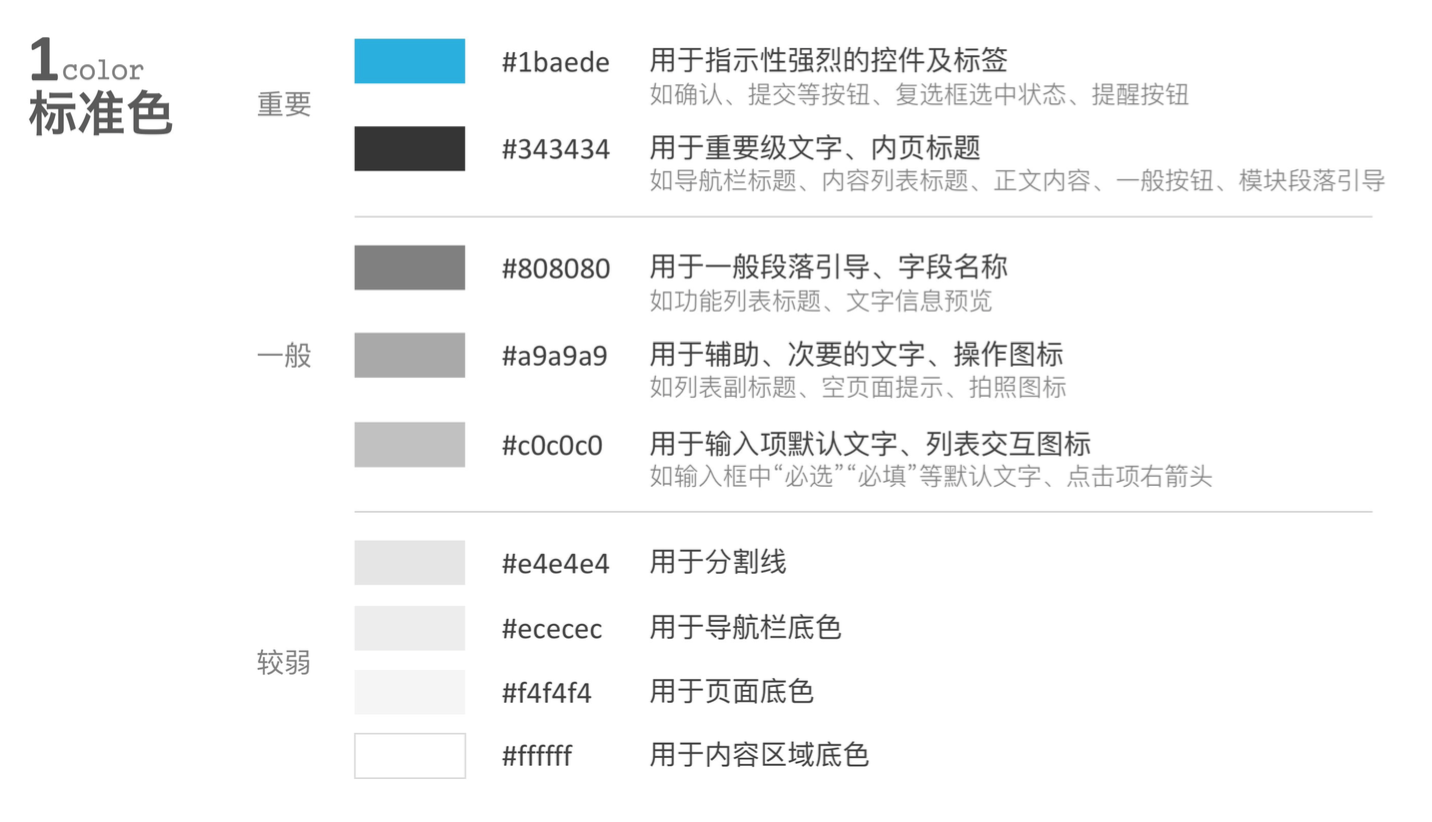 1color
标准色
重要
#1baede 用于指示性强烈的控件及标签
如确认、提交等按钮、复选框选中状态、提醒按钮
#343434 用于重要级文字、内页标题
如导航栏标题、内容列表标题、正文内容、一般按钮、模块段落引导
一般
#808080 用于一般段落引导、字段名称
如功能列表标题、文字信息预览
#a9a9a9 用于辅助、次要的文字、操作图标
如列表副标题、空页面提示、拍照图标
#c0c0c0 用于输入项默认文字、列表交互图标
如输入框中“必选”“必填”等默认文字、点击项右箭头
较弱
#e4e4e4 用于分割线
#ececec 用于导航栏底色
#f4f4f4 用于页面底色
#ffffff 用于内容区域底色